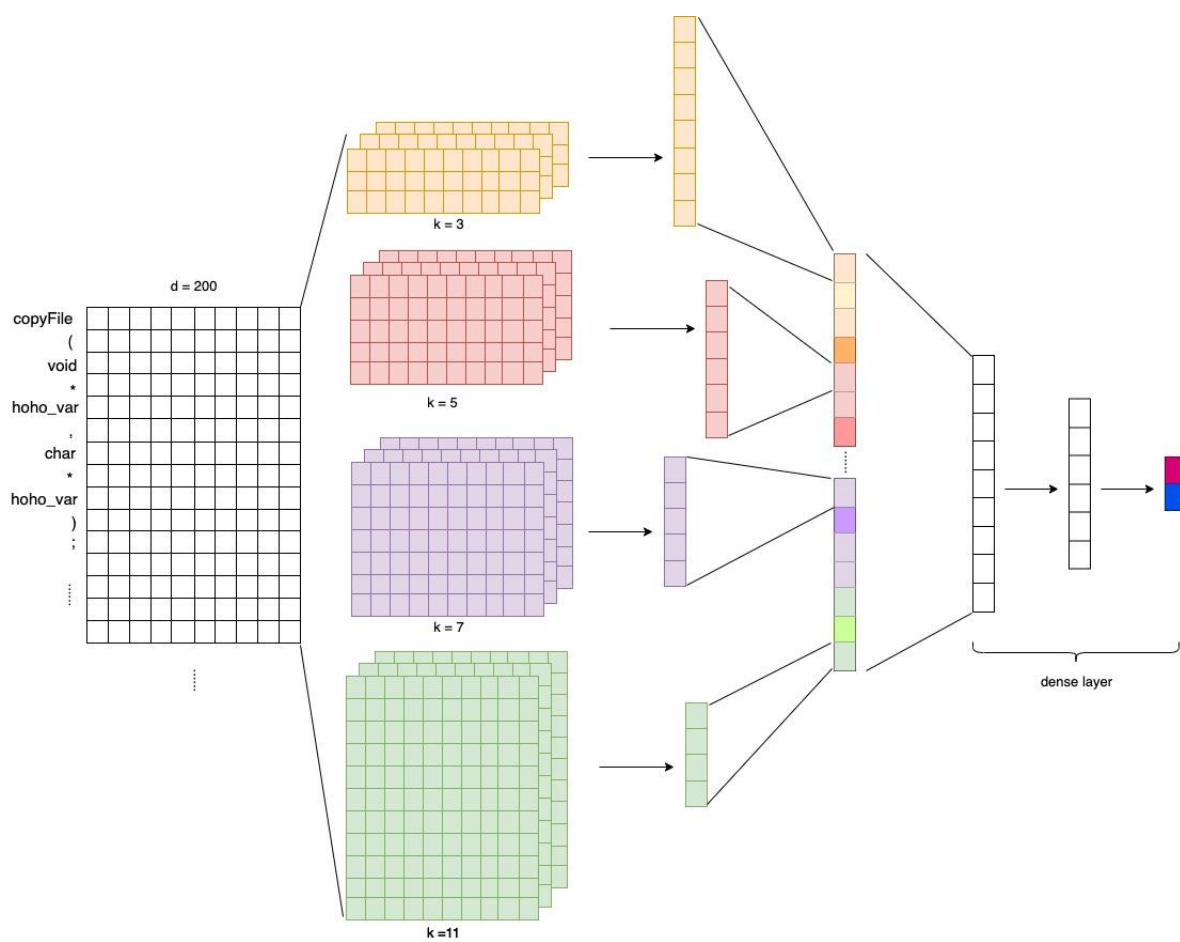 d = 200
copyFile
(
void
*
hoho_var
,
char
*
hoho_var
)
;
k = 3
k = 5
k = 7
k =11
dense layer